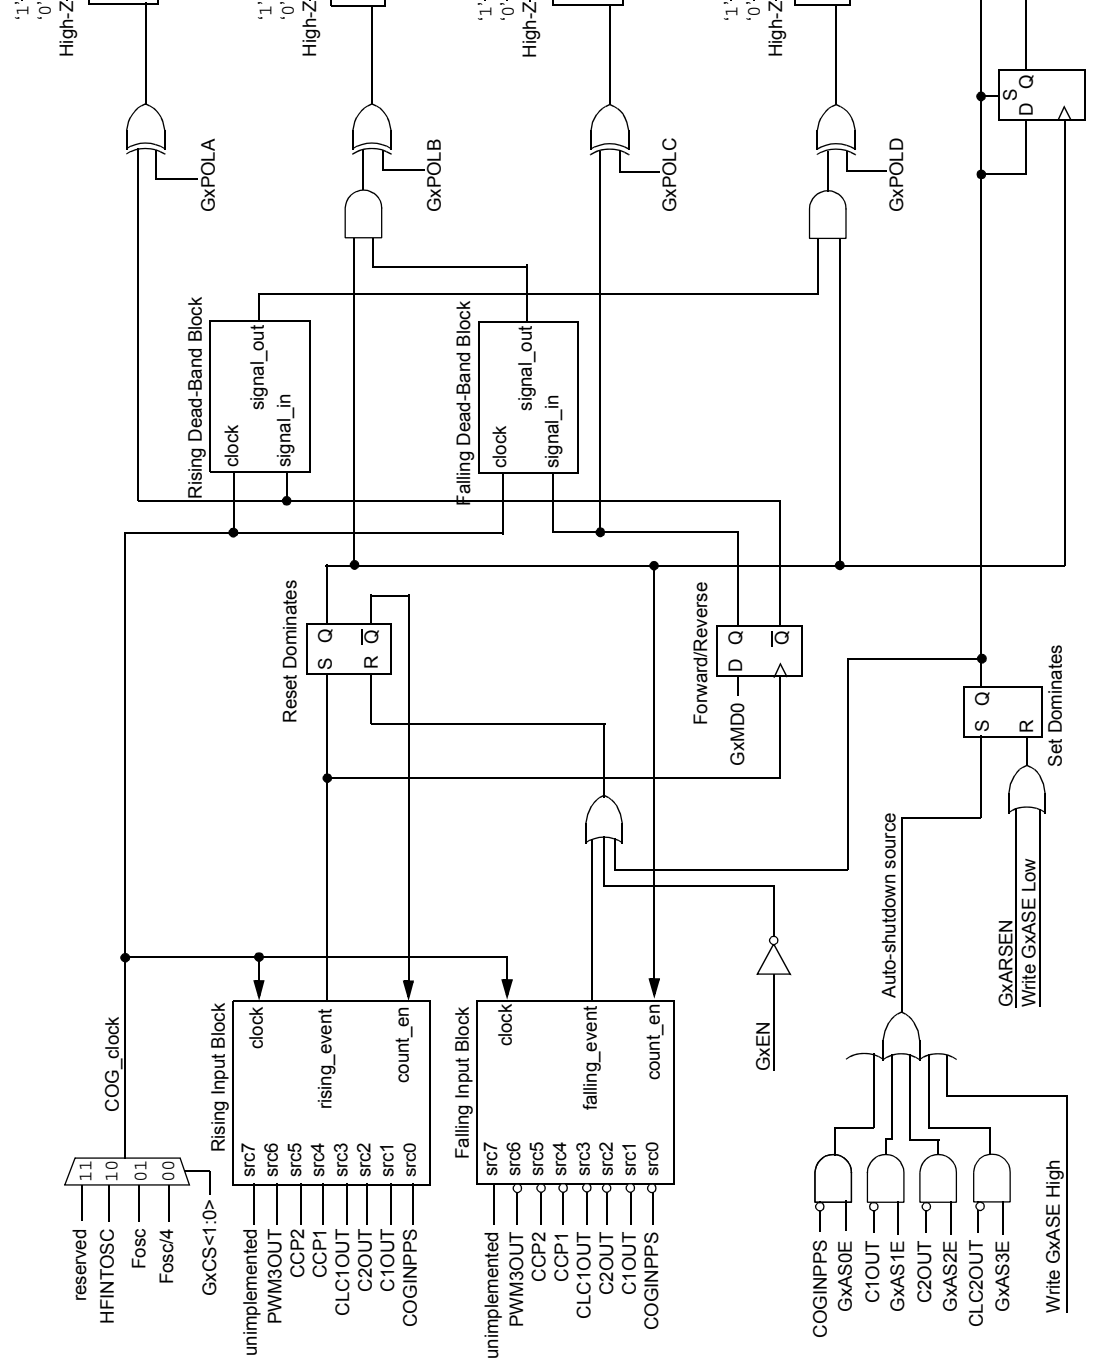 '1'
'0'
High-Z
'1'
'0'
High-Z
'1'
'0'
High-Z
'1'
'0'
High-Z
GxPOLA
GxPOLB
GxPOLC
GxPOLD
S
D Q
Rising Dead-Band Block
clock
signal_out
signal_in
Falling Dead-Band Block
clock
signal_out
signal_in
Reset Dominates
S Q
R Q
Forward/Reverse
D Q
Q
GxMD0
S Q
R
Set Dominates
Auto-shutdown source
GxARSEN
Write GxASE Low
GxEN
COG_clock
11
10
01
00
reserved
HFINTOSC
Fosc
Fosc/4
GxCS<1:0>
Rising Input Block
clock
rising_event
count_en
src7
src6
src5
src4
src3
src2
src1
src0
unimplemented
PWM3OUT
CCP2
CCP1
CLC1OUT
C2OUT
C1OUT
COGINPPS
Falling Input Block
clock
falling_event
count_en
src7
src6
src5
src4
src3
src2
src1
src0
unimplemented
PWM3OUT
CCP2
CCP1
CLC1OUT
C2OUT
C1OUT
COGINPPS
COGINPPS
GxAS0E
C1OUT
GxAS1E
C2OUT
GxAS2E
CLC2OUT
GxAS3E
Write GxASE High